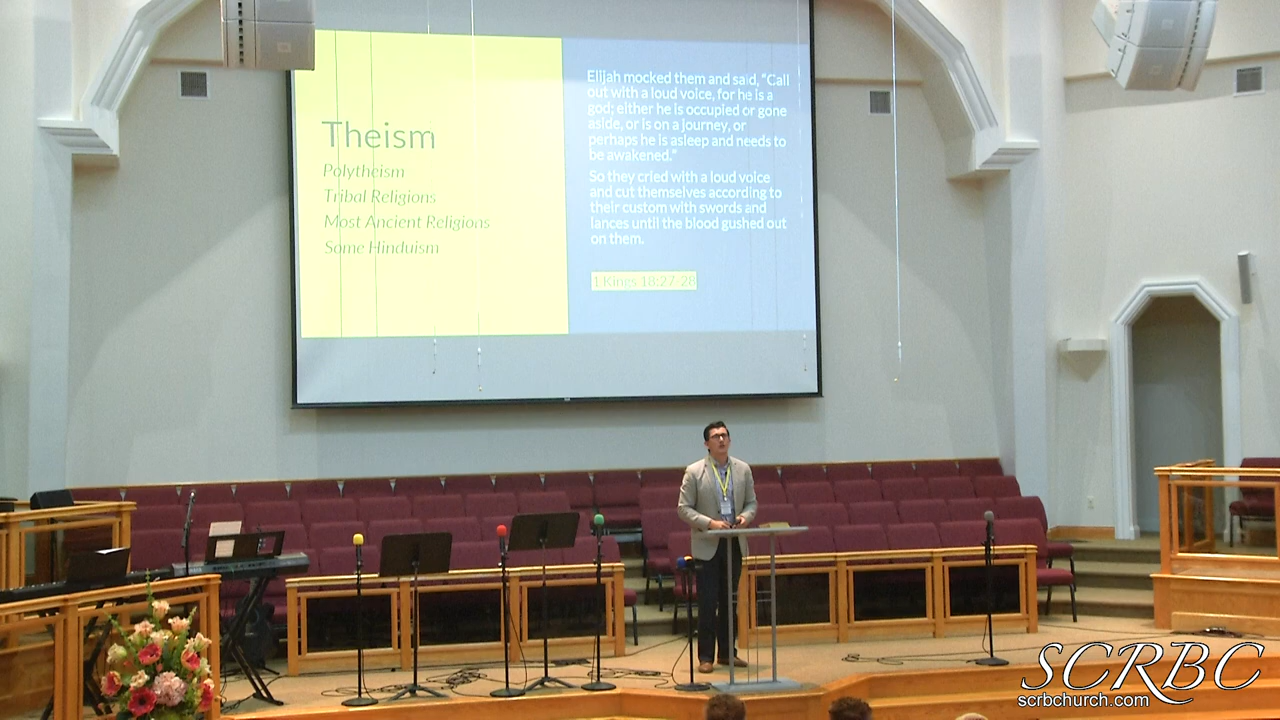 Theism
Polytheism
Tribal Religions
Most Ancient Religions
Some Hinduism
Elijah mocked them and said, “Call
out with a loud voice, for he is a
god; either he is occupied or gone
aside, or is on a journey, or
perhaps he is asleep and needs to
be awakened.”
So they cried with a loud voice
and cut themselves according to
their custom with swords and
lances until the blood gushed out
on them.
1 Kings 18:27-28
SCRBC
scrbchurch.com